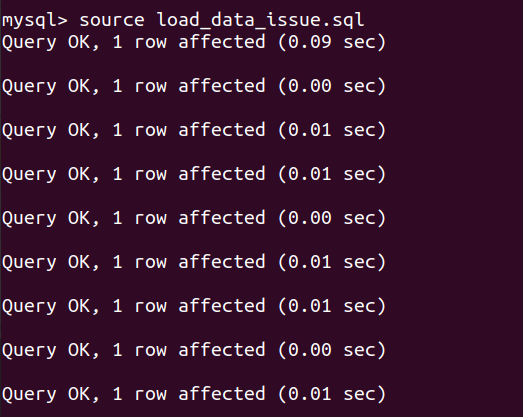 mysql> source load_data_issue.sql
Query OK, 1 row affected (0.09 sec)
Query OK, 1 row affected (0.00 sec)
Query OK, 1 row affected (0.01 sec)
Query OK, 1 row affected (0.01 sec)
Query OK, 1 row affected (0.00 sec)
Query OK, 1 row affected (0.01 sec)
Query OK, 1 row affected (0.01 sec)
Query OK, 1 row affected (0.00 sec)
Query OK, 1 row affected (0.01 sec)